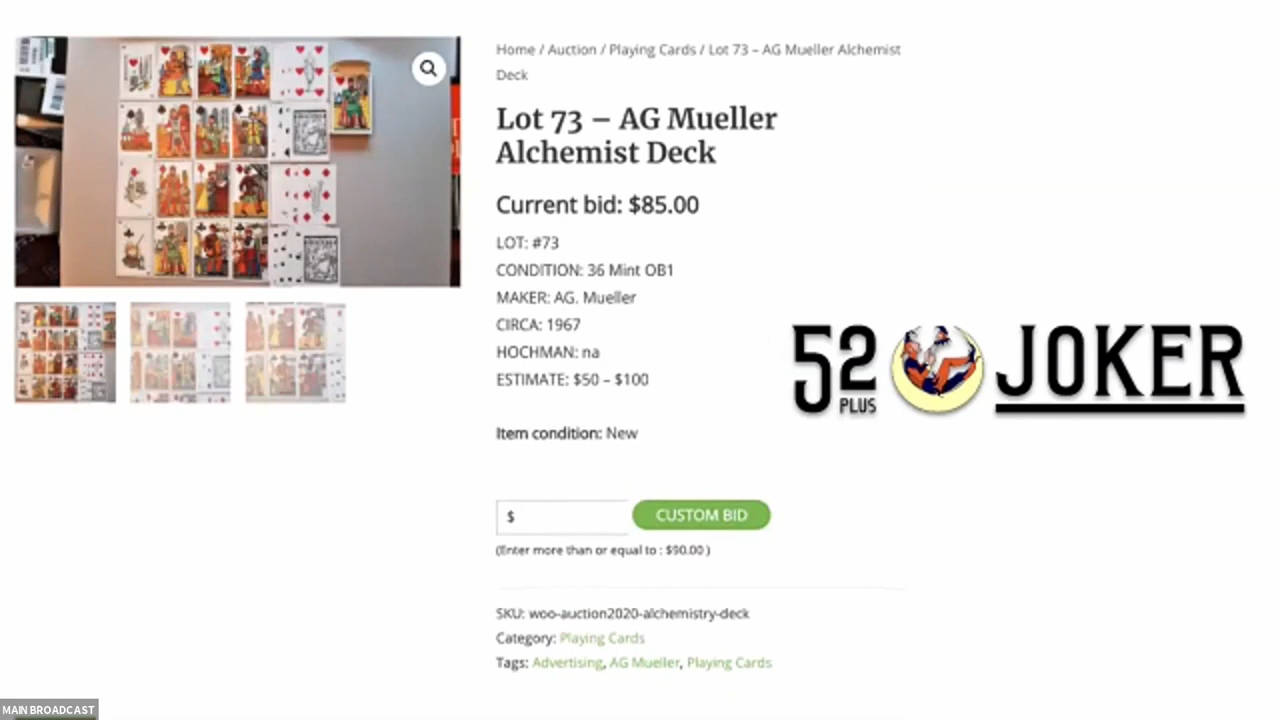 Home / Auction / Playing Cards / Lot 73 – AG Mueller Alchemist
Deck
Lot 73 – AG Mueller
Alchemist Deck
Current bid: $85.00
LOT: #73
CONDITION: 36 Mint OB1
MAKER: AG. Mueller
CIRCA: 1967
HOCHMAN: na
ESTIMATE: $50 – $100
Item condition: New
$
CUSTOM BID
(Enter more than or equal to : $90.00 )
SKU: woo-auction2020-alchemistry-deck
Category: Playing Cards
Tags: Advertising, AG Mueller, Playing Cards
52 JOKER
PLUS
MAIN BROADCAST